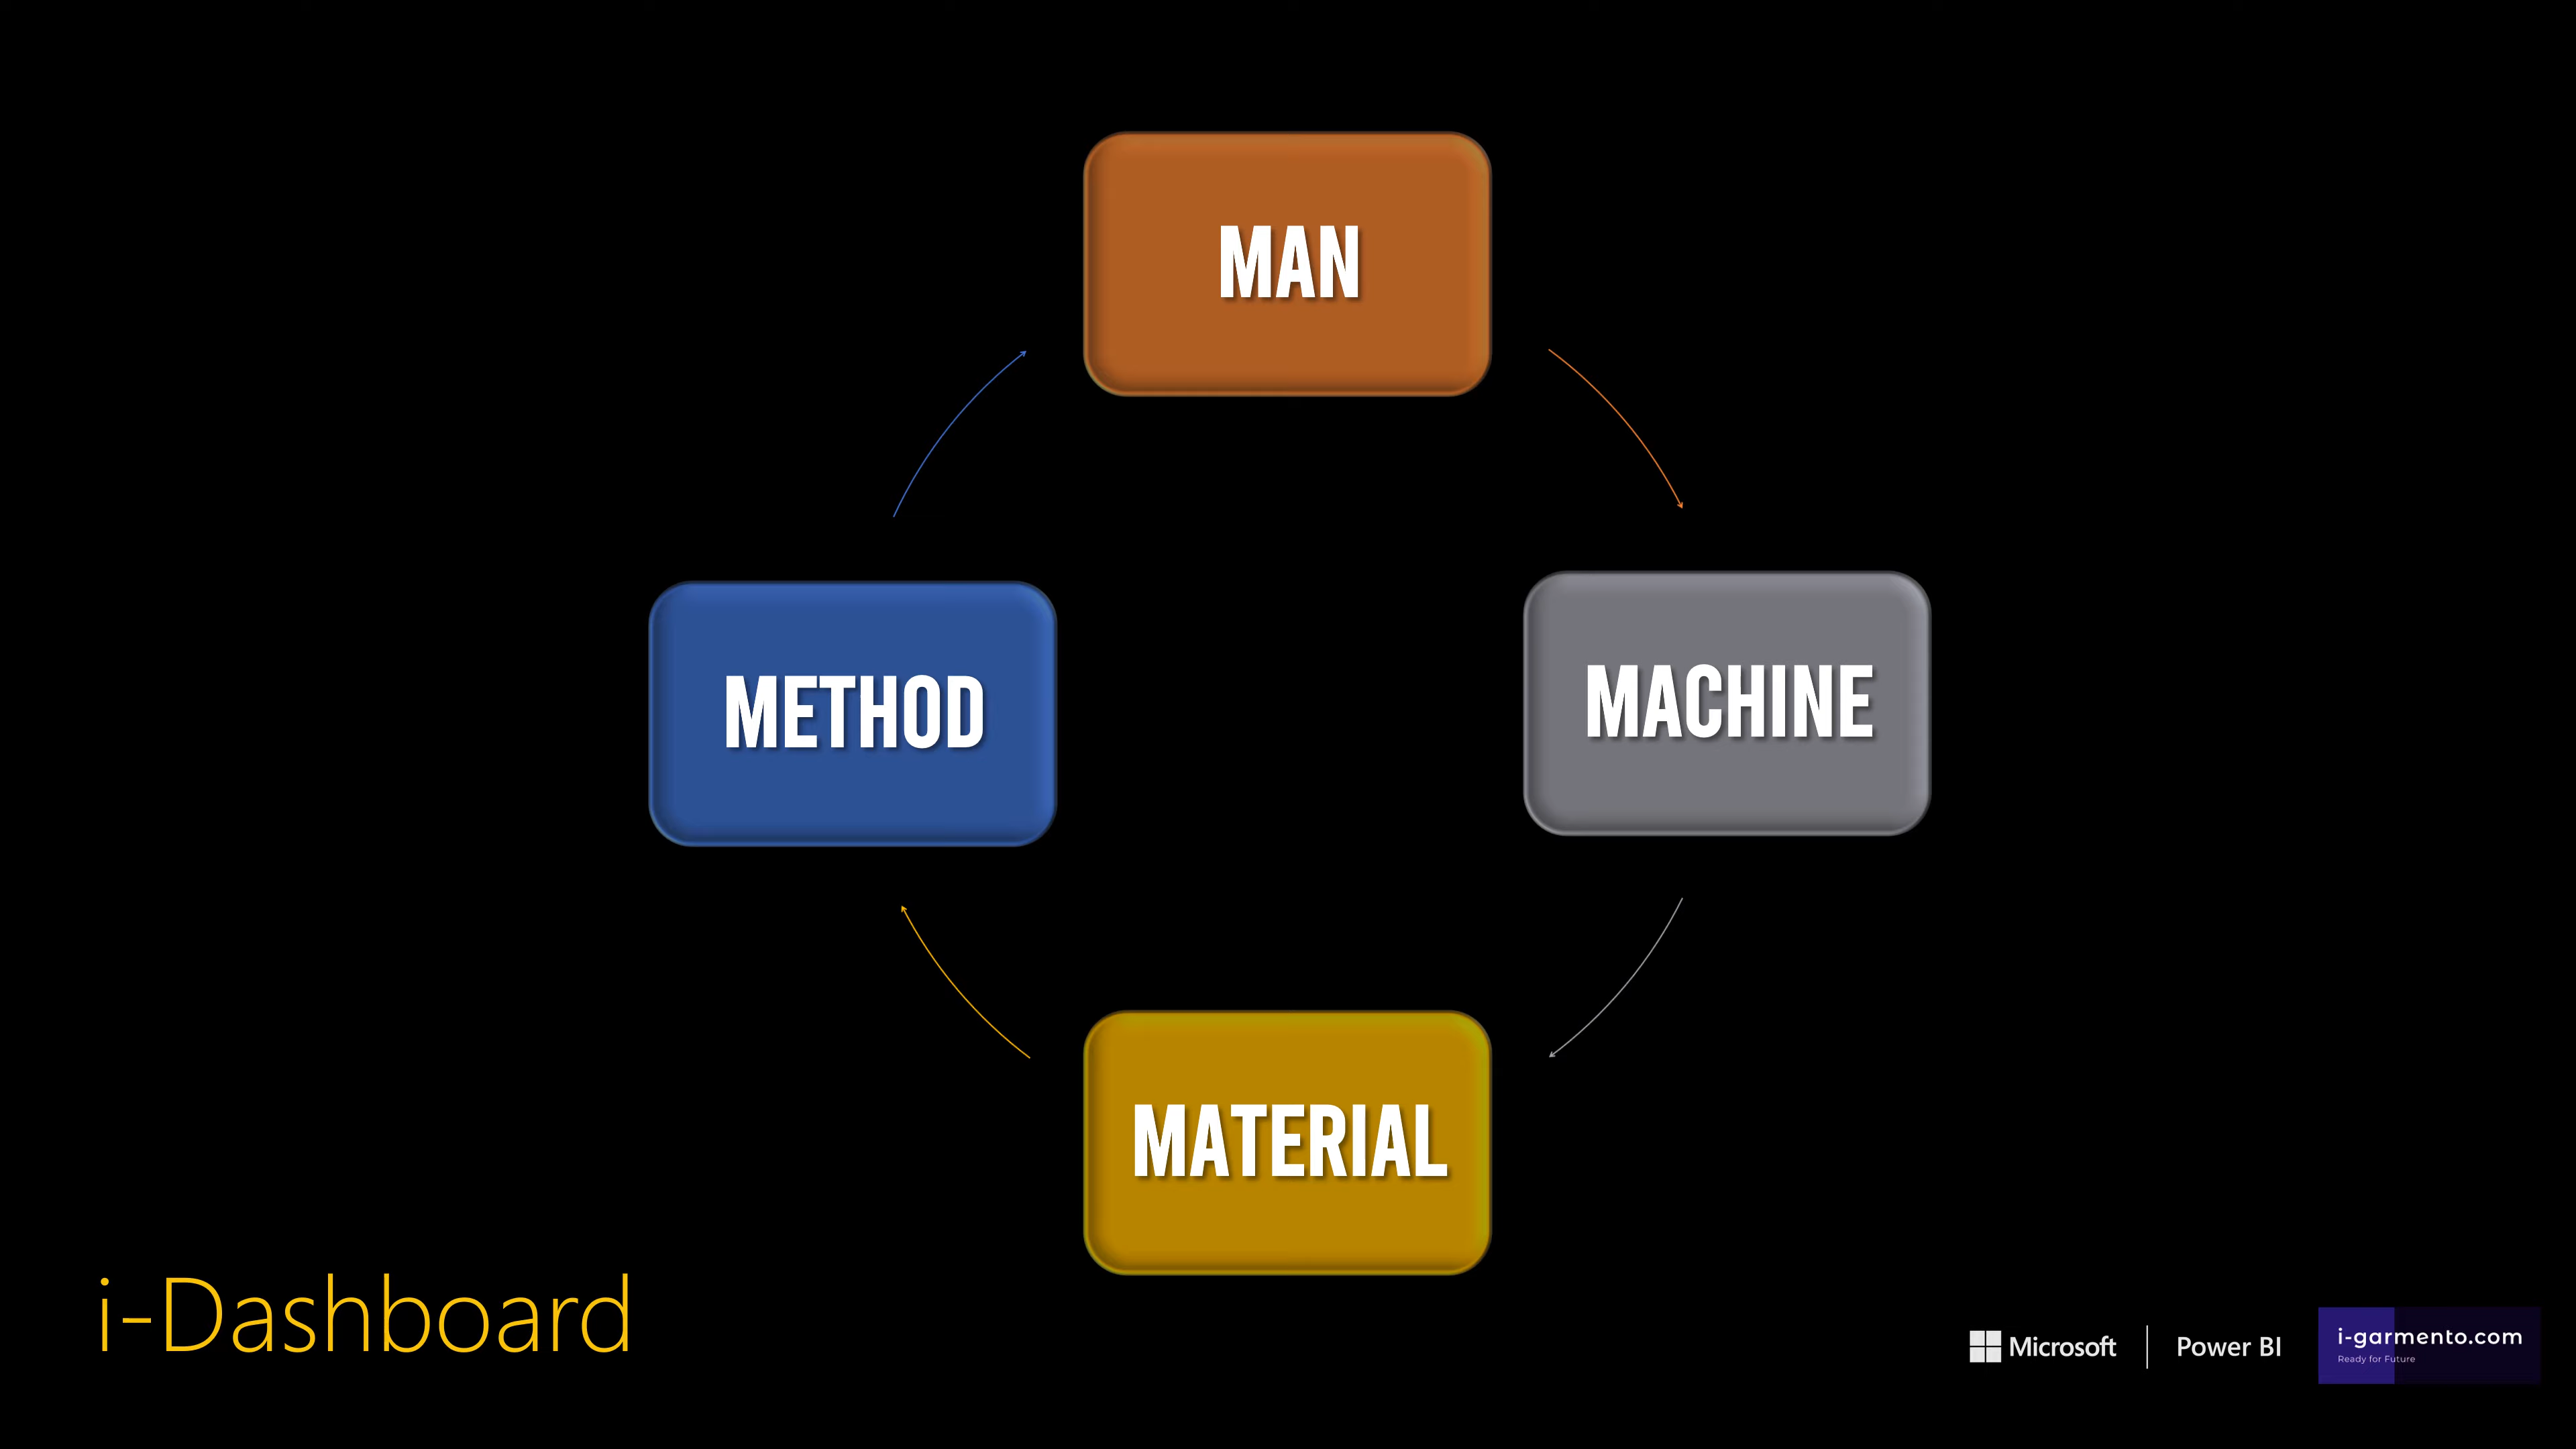 MAN
METHOD
MACHINE
MATERIAL
i-Dashboard
Microsoft | Power BI
i-garmento.com
Ready for Future